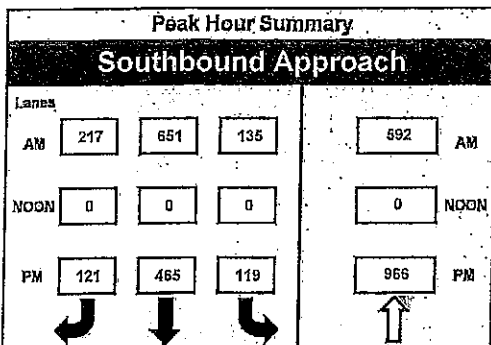 Peak Hour Summary
Southbound Approach
Lanes
AM 217 651 135 592 AM
NOON 0 0 0 0 NOON
PM 121 465 119 966 PM